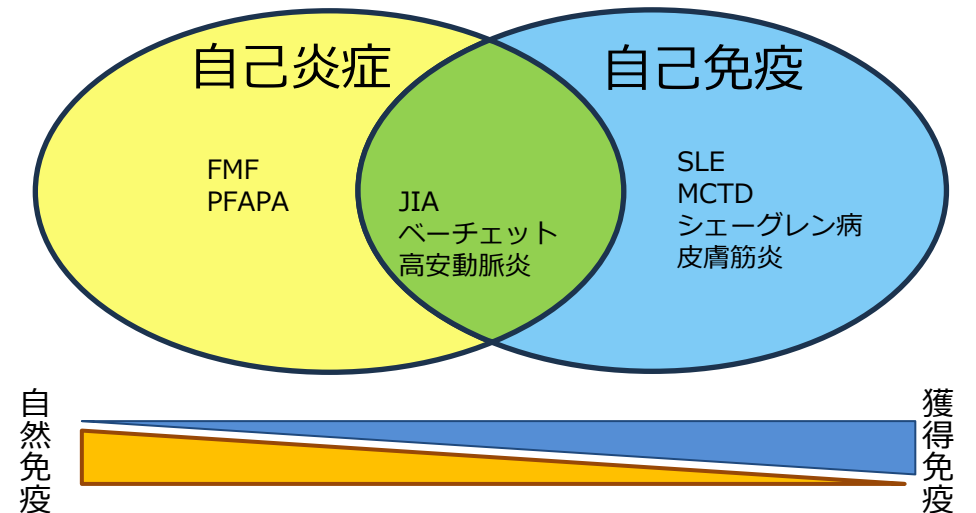 自己炎症
自己免疫
FMF
PFAPA
JIA
ベーチェット
高安動脈炎
SLE
MCTD
シェーグレン病
皮膚筋炎
自然免疫
獲得免疫